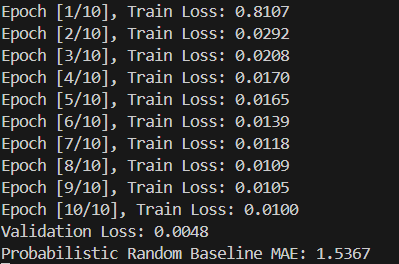 Epoch [1/10], Train Loss: 0.8107
Epoch [2/10], Train Loss: 0.0292
Epoch [3/10], Train Loss: 0.0208
Epoch [4/10], Train Loss: 0.0170
Epoch [5/10], Train Loss: 0.0165
Epoch [6/10], Train Loss: 0.0139
Epoch [7/10], Train Loss: 0.0118
Epoch [8/10], Train Loss: 0.0109
Epoch [9/10], Train Loss: 0.0105
Epoch [10/10], Train Loss: 0.0100
Validation Loss: 0.0048
Probabilistic Random Baseline MAE: 1.5367